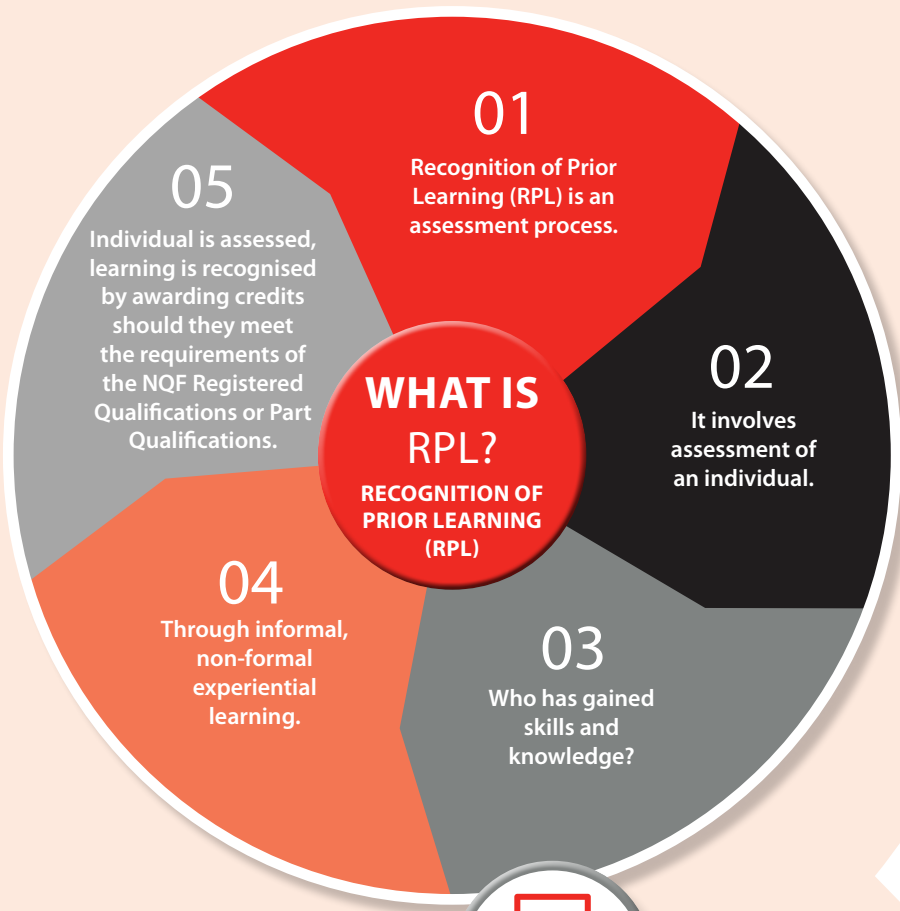 WHAT IS
RPL?
RECOGNITION OF
PRIOR LEARNING
(RPL)
01
Recognition of Prior
Learning (RPL) is an
assessment process.
02
It involves
assessment of
an individual.
03
Who has gained
skills and
knowledge?
04
Through informal,
non-formal
experiential
learning.
05
Individual is assessed,
learning is recognised
by awarding credits
should they meet
the requirements of
the NQF Registered
Qualifications or Part
Qualifications.